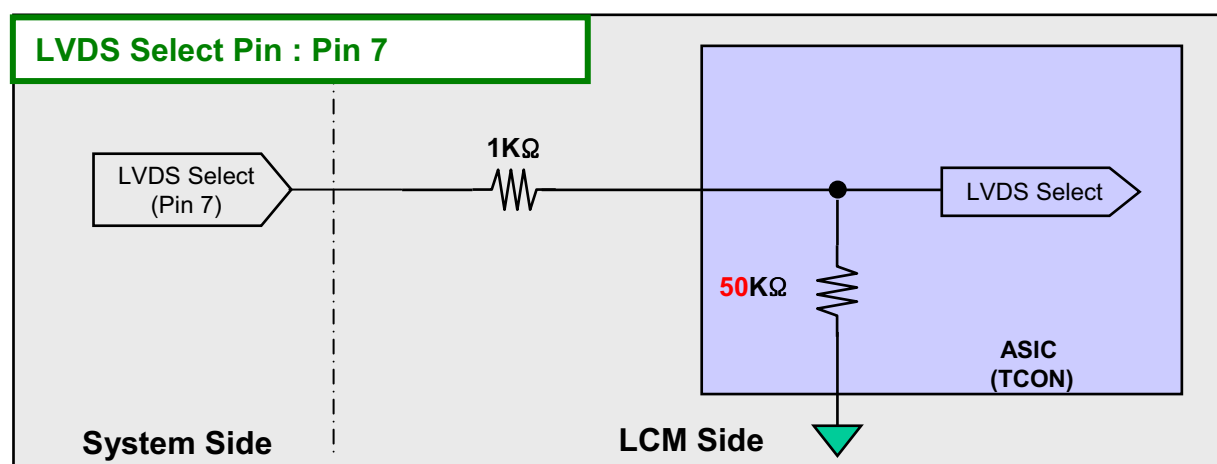 LVDS Select Pin : Pin 7
1KΩ
LVDS Select
(Pin 7)
LVDS Select
50KΩ
ASIC
(TCON)
System Side
LCM Side